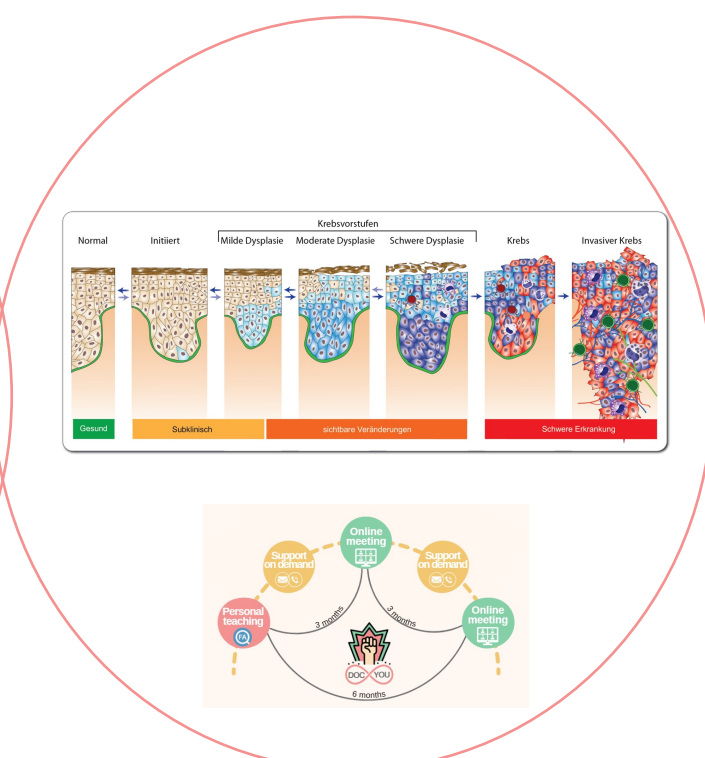 Krebsvorstufen
Normal
Initiiert
Milde Dysplasie
Moderate Dysplasie
Schwere Dysplasie
Krebs
Invasiver Krebs
Gesund
Subklinisch
sichtbare Veränderungen
Schwere Erkrankung
Online
meeting
Support
on demand
Support
on demand
Personal
teaching
FA
3 months
3 months
Online
meeting
DOC
YOU
6 months